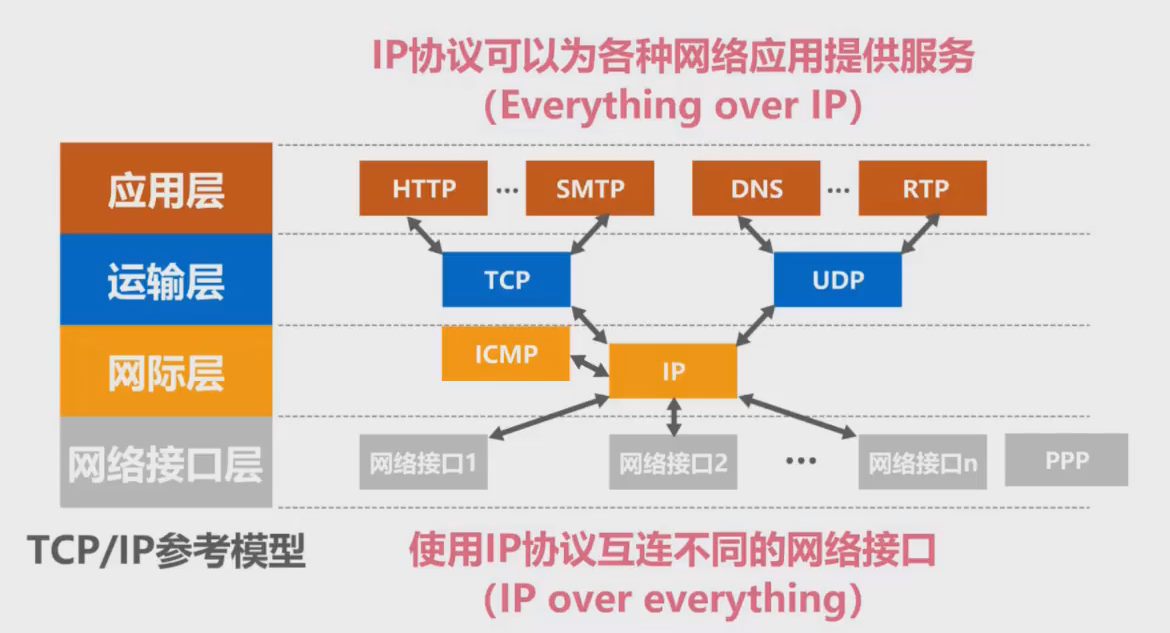 IP协议可以为各种网络应用提供服务
（Everything over IP）
应用层
HTTP ... SMTP DNS ... RTP
运输层
TCP UDP
网际层
ICMP IP
网络接口层
网络接口1 网络接口2 ... 网络接口n PPP
TCP/IP参考模型
使用IP协议互连不同的网络接口
（IP over everything）